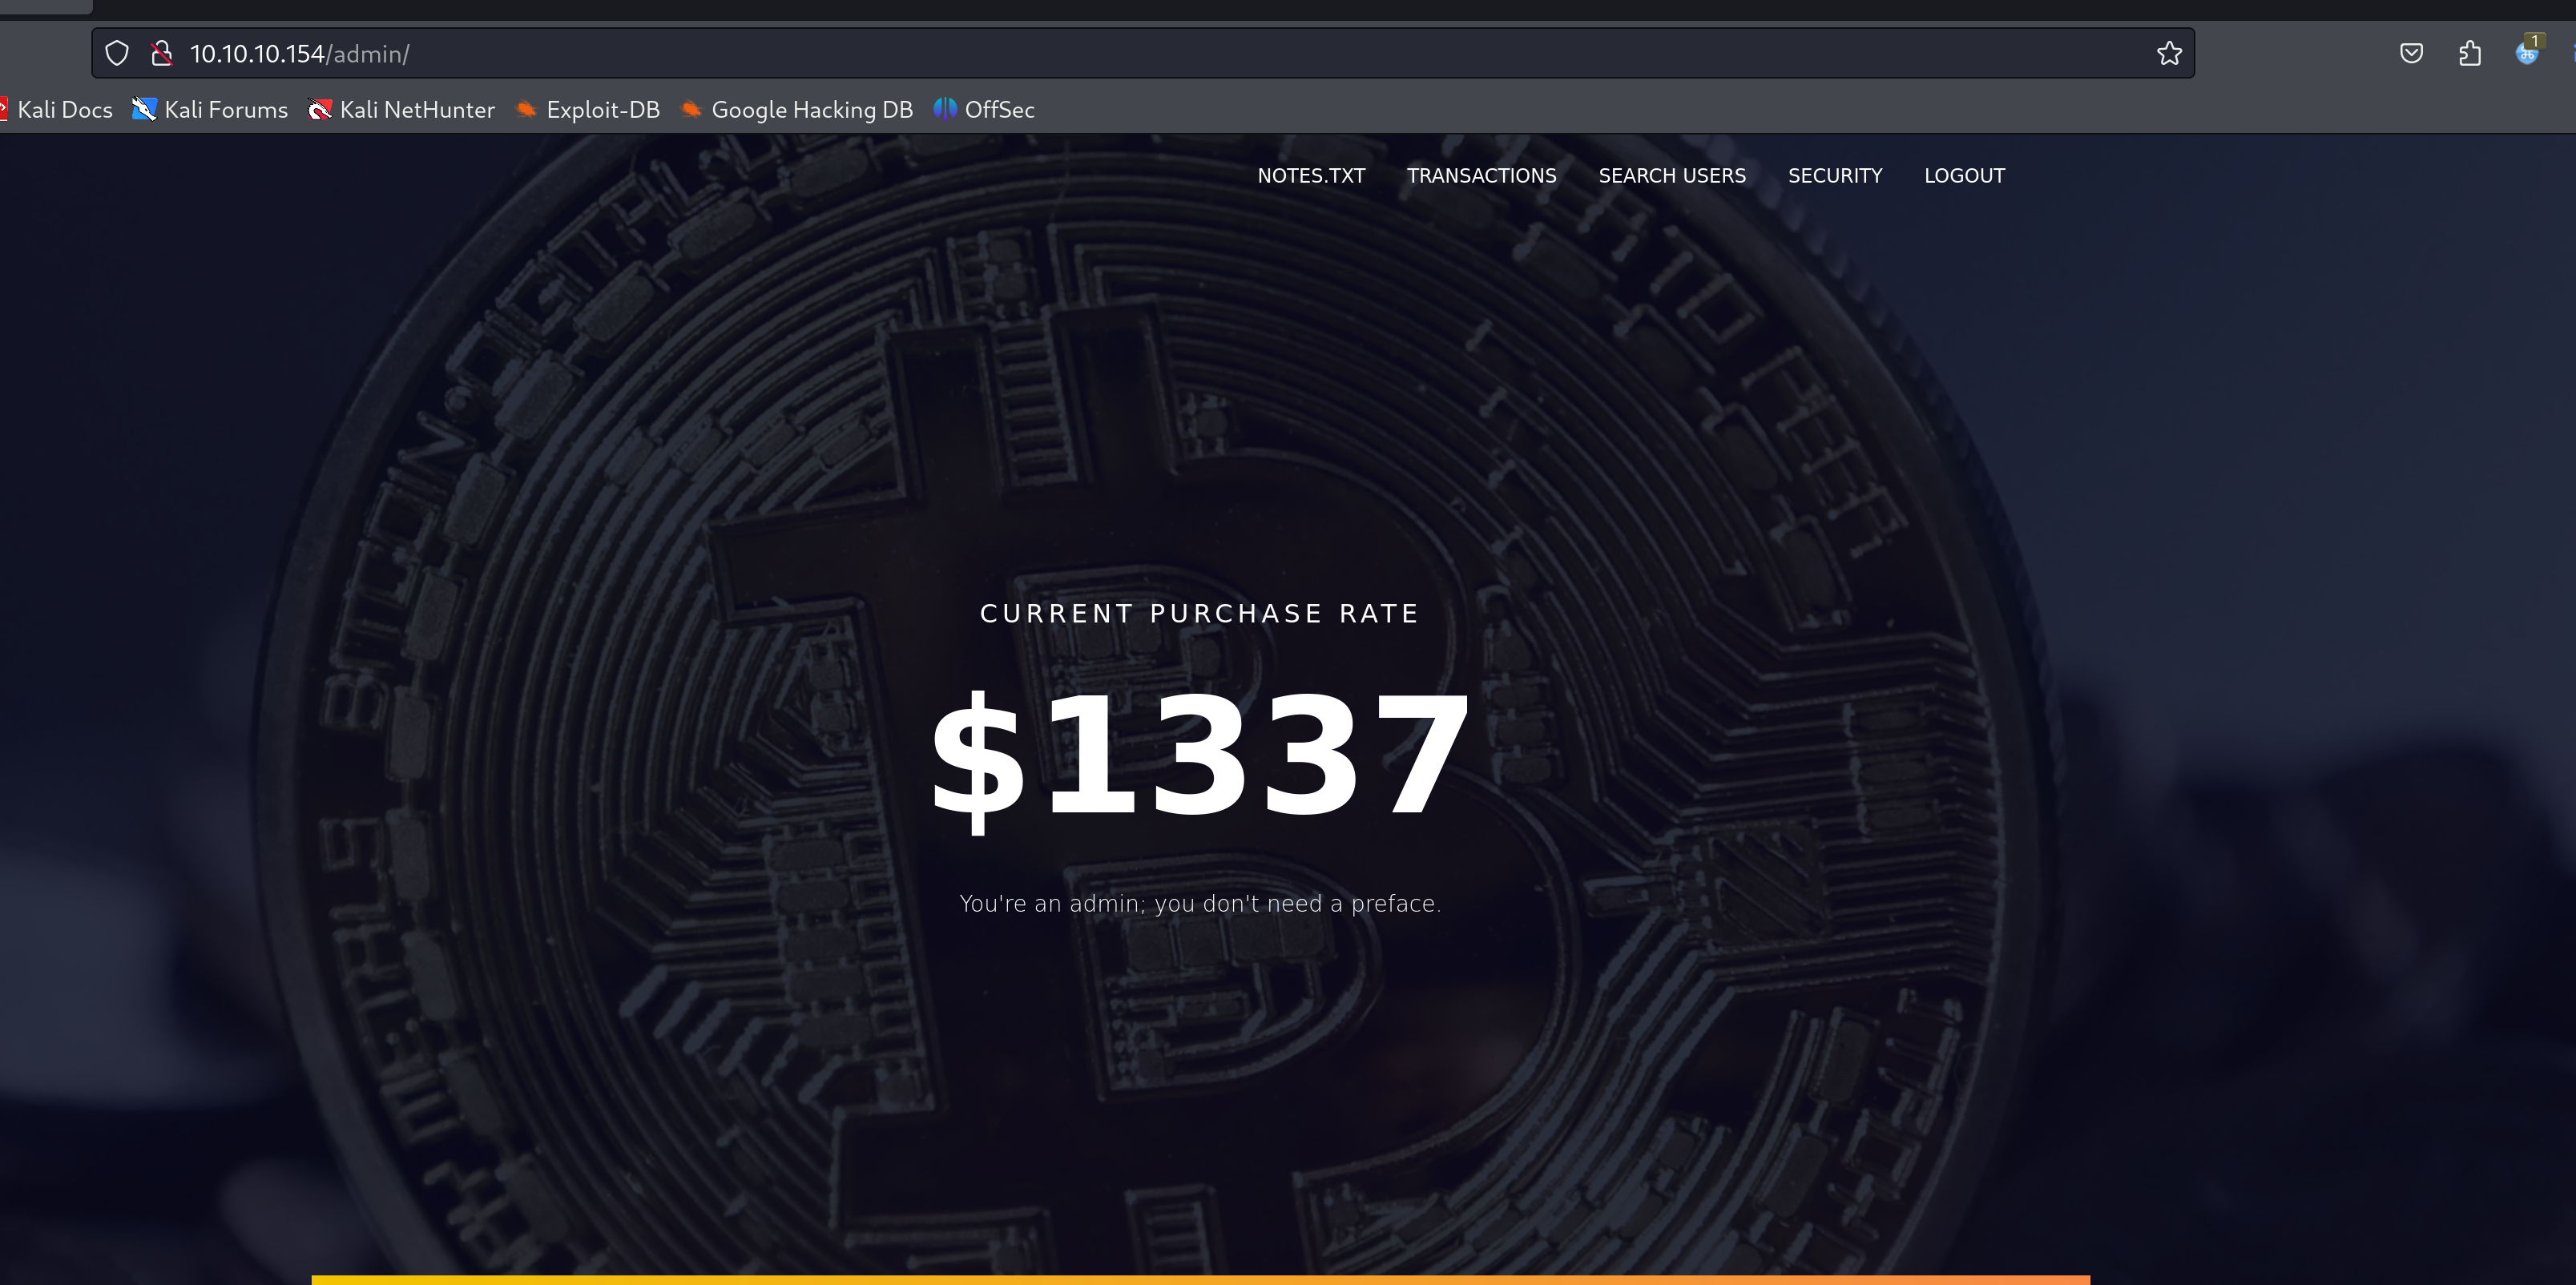 10.10.10.154/admin/
1
Kali Docs Kali Forums Kali NetHunter Exploit-DB Google Hacking DB OffSec
NOTES.TXT TRANSACTIONS SEARCH USERS SECURITY LOGOUT
CURRENT PURCHASE RATE
$1337
You're an admin; you don't need a preface.